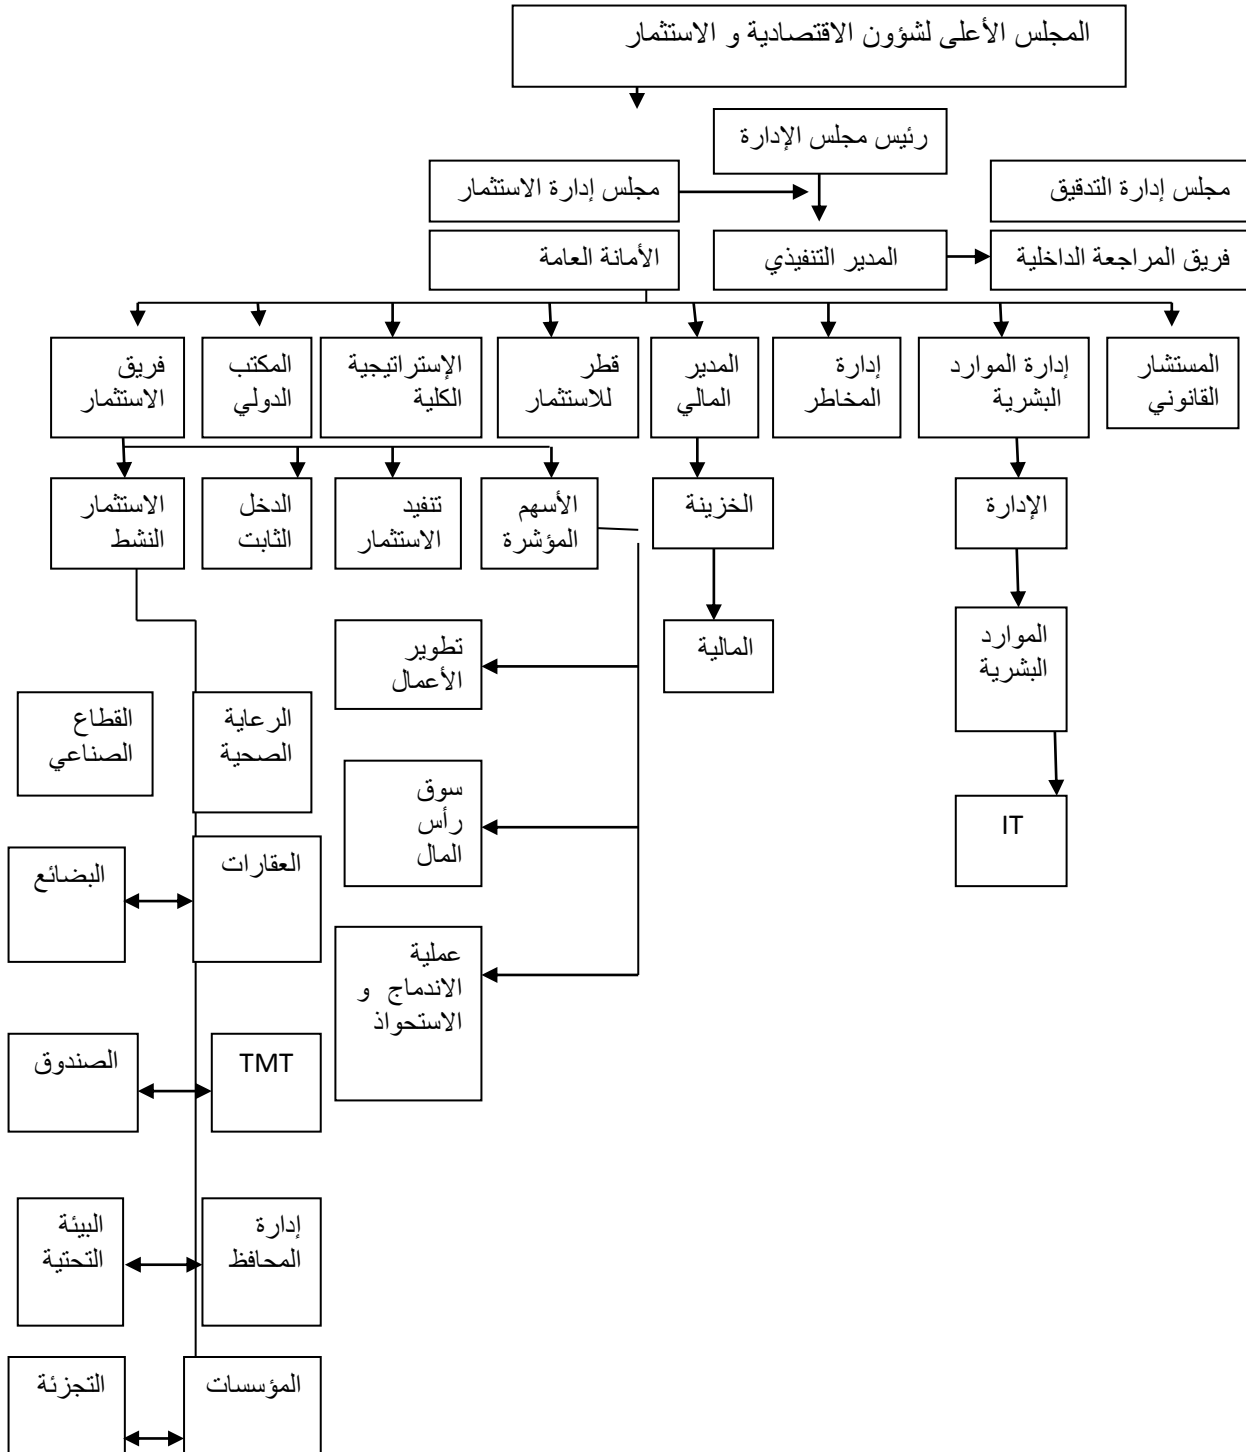 المجلس الأعلى لشؤون الاقتصادية و الاستثمار
رئيس مجلس الإدارة
مجلس إدارة التدقيق
مجلس إدارة الاستثمار
فريق المراجعة الداخلية
المدير التنفيذي
الأمانة العامة
المستشار
القانوني
إدارة الموارد
البشرية
إدارة
المخاطر
المدير
المالي
قطر
للاستثمار
الإستراتيجية
الكلية
المكتب
الدولي
فريق
الاستثمار
الإدارة
الخزينة
الأسهم
المؤشرة
تنفيد
الاستثمار
الدخل
الثابت
الاستثمار
النشط
الموارد
البشرية
المالية
تطوير
الأعمال
الرعاية
الصحية
القطاع
الصناعي
IT
سوق
رأس
المال
العقارات
البضائع
عملية
الاندماج و
الاستحواذ
TMT
الصندوق
إدارة
المحافظ
البيئة
التحتية
المؤسسات
التجزئة